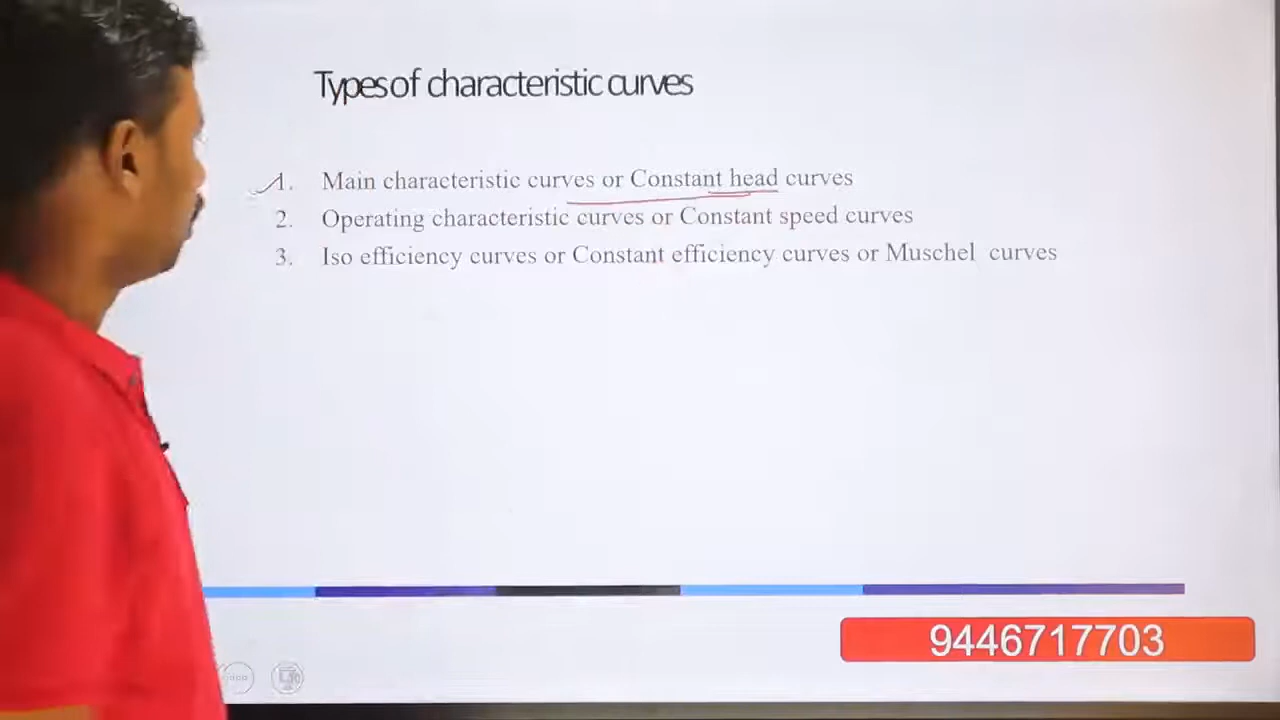 Types of characteristic curves
1. Main characteristic curves or Constant head curves
2. Operating characteristic curves or Constant speed curves
3. Iso efficiency curves or Constant efficiency curves or Muschel curves
9446717703